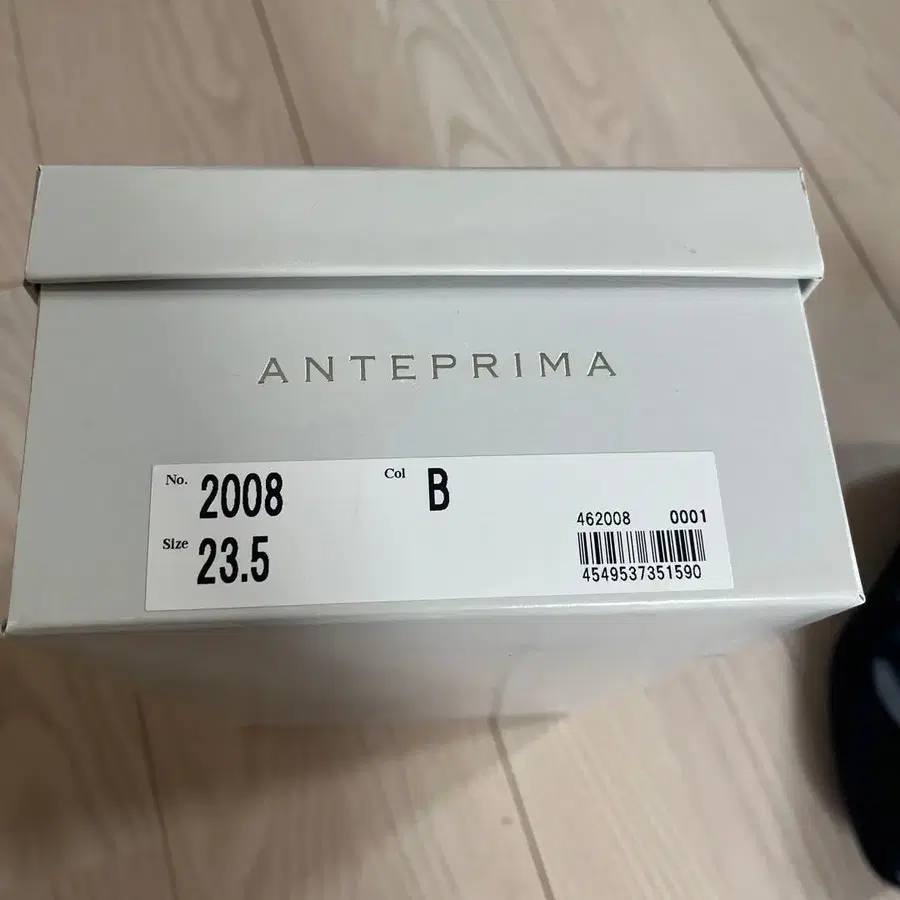 ANTEPRIMA
No. 2008 Col B
Size 23.5
462008 0001
4549537351590